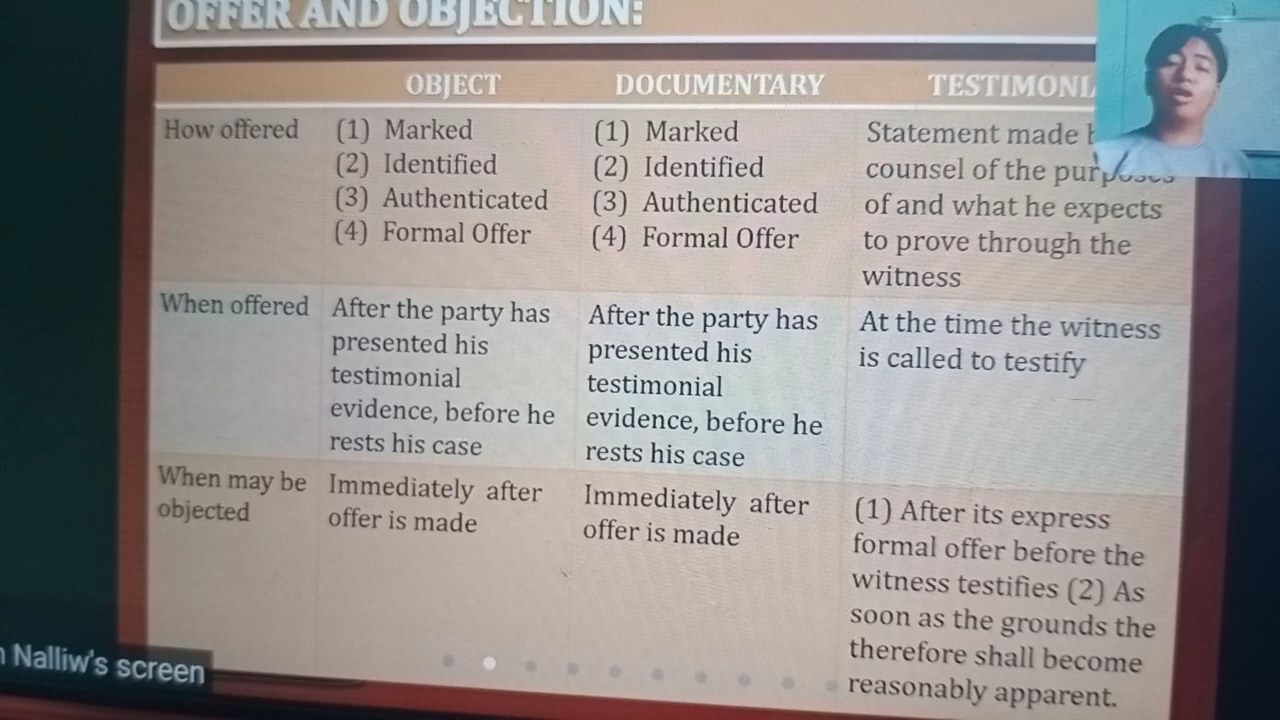 OFFER AND OBJECTION:
OBJECT DOCUMENTARY
How offered
(1) Marked
(2) Identified
(3) Authenticated
(4) Formal Offer
(1) Marked
(2) Identified
(3) Authenticated
(4) Formal Offer
Statement made
counsel of the purposes
of and what he expects
to prove through the
witness
When offered
After the party has
presented his
testimonial
evidence, before he
rests his case
After the party has
presented his
testimonial
evidence, before he
rests his case
At the time the witness
is called to testify
When may be
objected
Immediately after
offer is made
Immediately after
offer is made
(1) After its express
formal offer before the
witness testifies (2) As
soon as the grounds the
therefore shall become
reasonably apparent.
Nalliw's screen